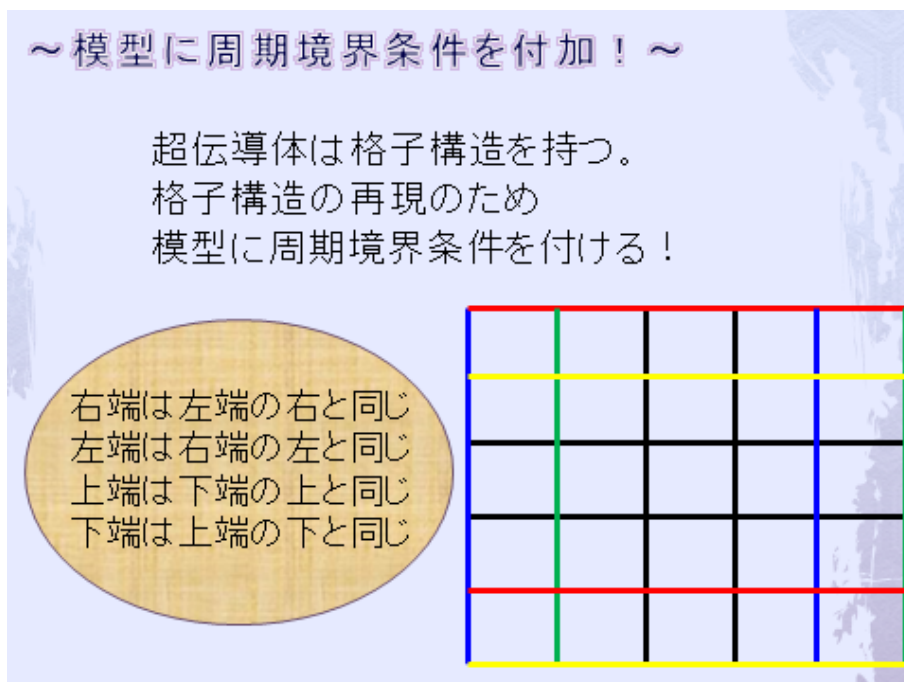 ～模型に周期境界条件を付加！～
超伝導体は格子構造を持つ。
格子構造の再現のため
模型に周期境界条件を付ける！
右端は左端の右と同じ
左端は右端の左と同じ
上端は下端の上と同じ
下端は上端の下と同じ